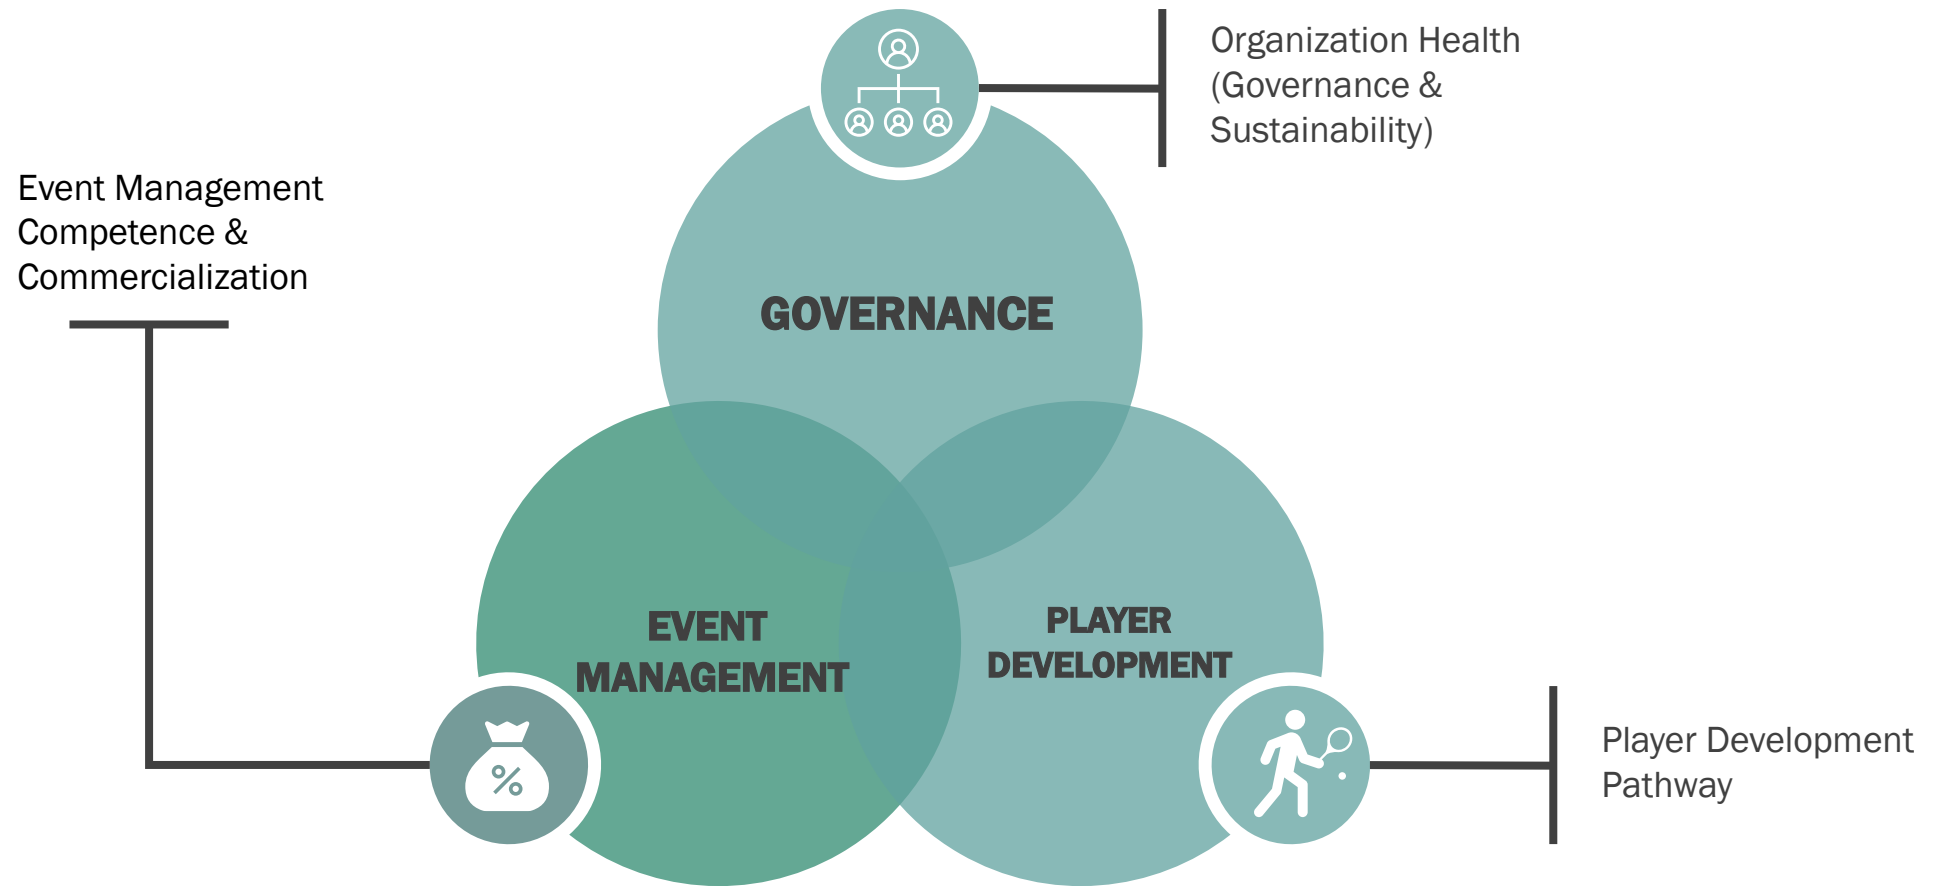 Organization Health
(Governance &
Sustainability)
Event Management
Competence &
Commercialization
GOVERNANCE
EVENT
MANAGEMENT
PLAYER
DEVELOPMENT
%
Player Development
Pathway